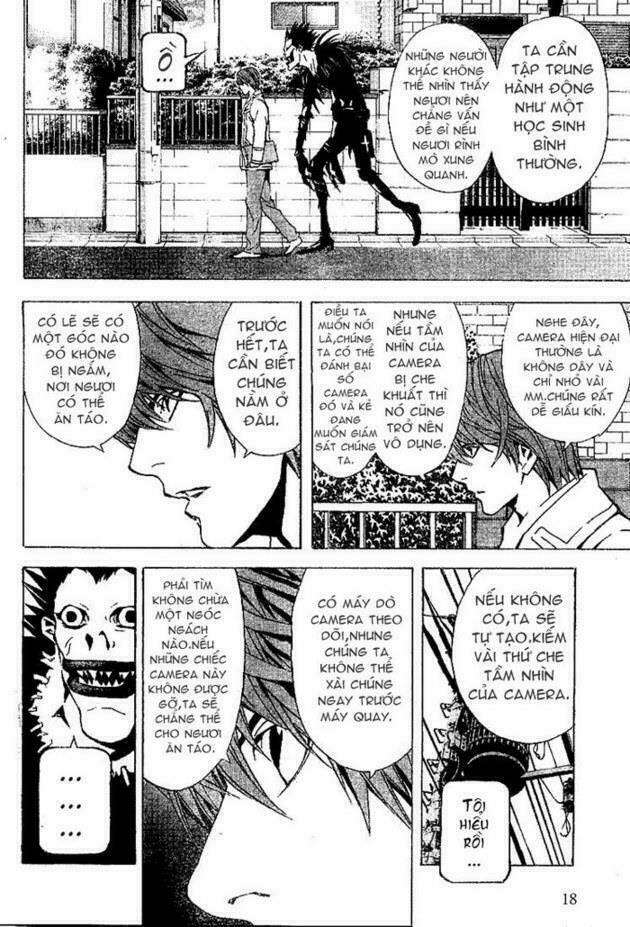 TA CẦN
TẬP TRUNG
HÀNH ĐỘNG
NHƯ MỘT
HỌC SINH
BÌNH
THƯỜNG.
NHỮNG NGƯỜI
KHÁC KHÔNG
THỂ NHÌN THẤY
NGƯƠI NÊN
CHẲNG VẤN
ĐỀ GÌ NẾU
NGƯƠI RÌNH
MÒ XUNG
QUANH.
Ồ
...
NGHE ĐÂY,
CAMERA HIỆN ĐẠI
THƯỜNG LÀ
KHÔNG DÂY VÀ
CHỈ NHỎ VÀI
MM.CHÚNG RẤT
DỄ GIẤU KÍN.
NHƯNG
NẾU TẦM
NHÌN CỦA
CAMERA
BỊ CHE
KHUẤT THÌ
NÓ CŨNG
TRỞ NÊN
VÔ DỤNG.
ĐIỀU TA
MUỐN NÓI
LÀ,CHÚNG
TA CÓ THỂ
ĐÁNH BẠI
SỐ
CAMERA
ĐÓ VÀ KẺ
ĐANG
MUỐN GIÁM
SÁT CHÚNG
TA.
TRƯỚC
HẾT,TA
CẦN BIẾT
CHÚNG
NẰM Ở
ĐÂU.
CÓ LẼ SẼ CÓ
MỘT GÓC NÀO
ĐÓ KHÔNG
BỊ NGẮM,
NƠI NGƯƠI
CÓ THỂ
ĂN TÁO.
NẾU KHÔNG
CÓ,TA SẼ
TỰ TẠO.KIẾM
VÀI THỨ CHE
TẦM NHÌN
CỦA CAMERA.
TÔI
HIỂU
RỒI
...
CÓ MÁY DÒ
CAMERA THEO
DÕI,NHƯNG
CHÚNG TA
KHÔNG THỂ
XÀI CHÚNG
NGAY TRƯỚC
MÁY QUAY.
PHẢI TÌM
KHÔNG CHỪA
MỘT NGÓC
NGÁCH
NÀO.NẾU
NHỮNG CHIẾC
CAMERA NÀY
KHÔNG ĐƯỢC
GỠ,TA SẼ
CHẲNG THỂ
CHO NGƯƠI
ĂN TÁO.
...
...
...
18